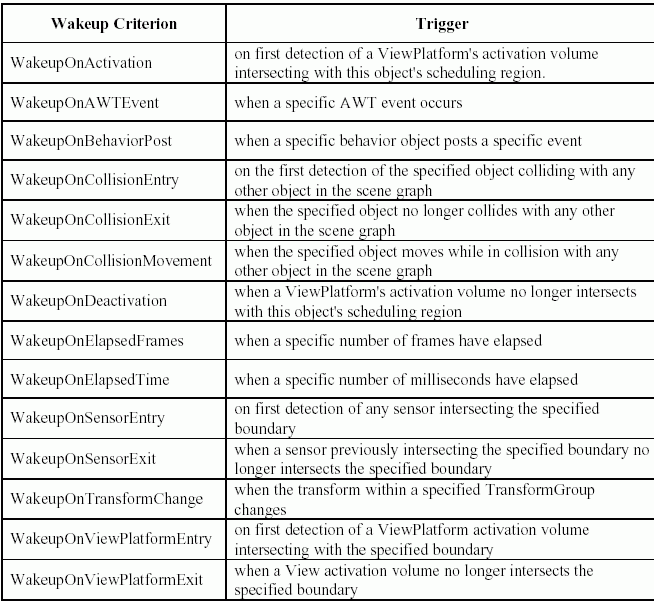 Wakeup Criterion Trigger
WakeupOnActivation on first detection of a ViewPlatform's activation volume
intersecting with this object's scheduling region.
WakeupOnAWTEvent when a specific AWT event occurs
WakeupOnBehaviorPost when a specific behavior object posts a specific event
WakeupOnCollisionEntry on the first detection of the specified object colliding with any
other object in the scene graph
WakeupOnCollisionExit when the specified object no longer collides with any other
object in the scene graph
WakeupOnCollisionMovement when the specified object moves while in collision with any
other object in the scene graph
WakeupOnDeactivation when a ViewPlatform's activation volume no longer intersects
with this object's scheduling region
WakeupOnElapsedFrames when a specific number of frames have elapsed
WakeupOnElapsedTime when a specific number of milliseconds have elapsed
WakeupOnSensorEntry on first detection of any sensor intersecting the specified
boundary
WakeupOnSensorExit when a sensor previously intersecting the specified boundary no
longer intersects the specified boundary
WakeupOnTransformChange when the transform within a specified TransformGroup
changes
WakeupOnViewPlatformEntry on first detection of a ViewPlatform activation volume
intersecting with the specified boundary
WakeupOnViewPlatformExit when a View activation volume no longer intersects the
specified boundary